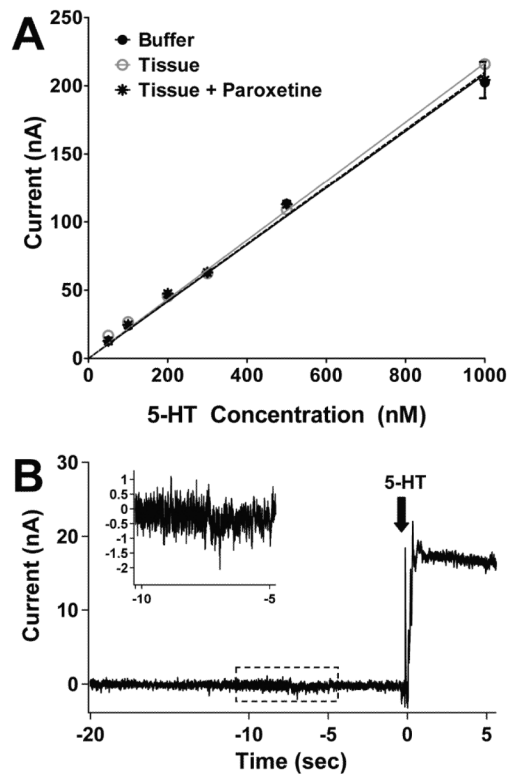 A
250
200
150
100
50
0
Current (nA)
Buffer
Tissue
Tissue + Paroxetine
0 200 400 600 800 1000
5-HT Concentration (nM)
B
30
20
10
0
Current (nA)
1
0.5
0
-0.5
-1
-1.5
-2
-10 -5
5-HT
-20 -10 -5 0 5
Time (sec)